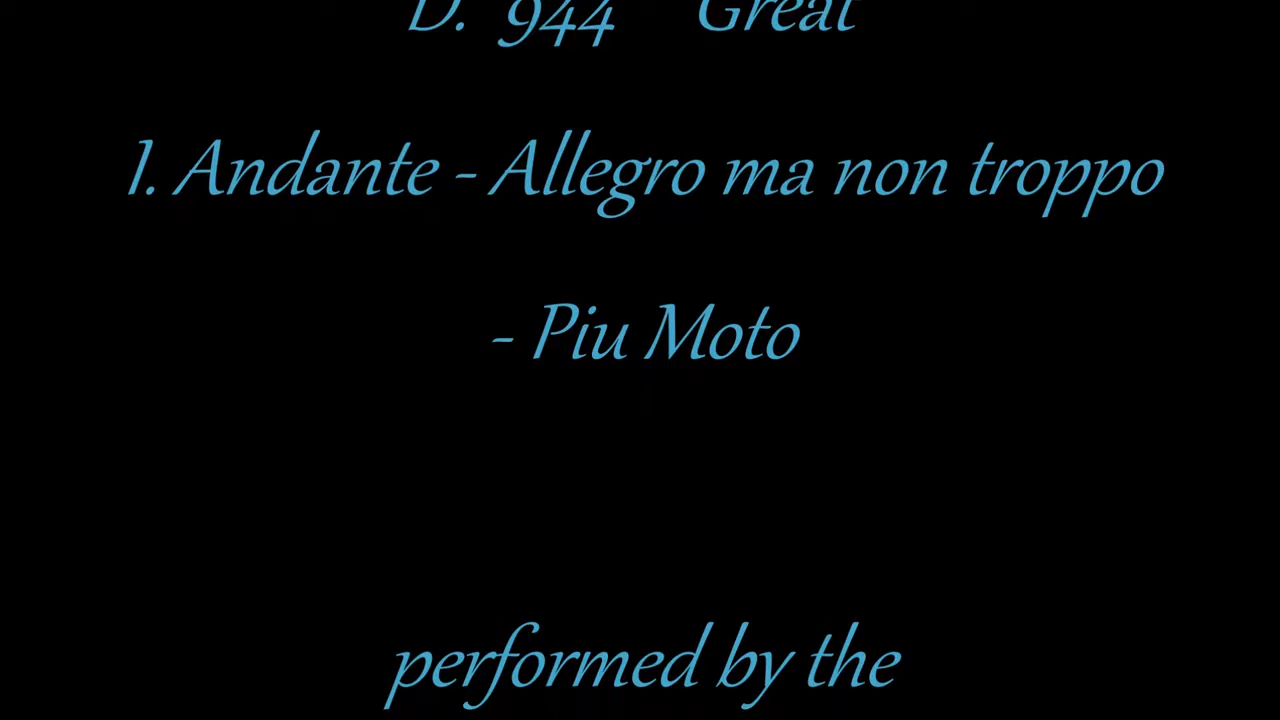 D. 944 "Great"
I. Andante - Allegro ma non troppo
- Piu Moto
performed by the